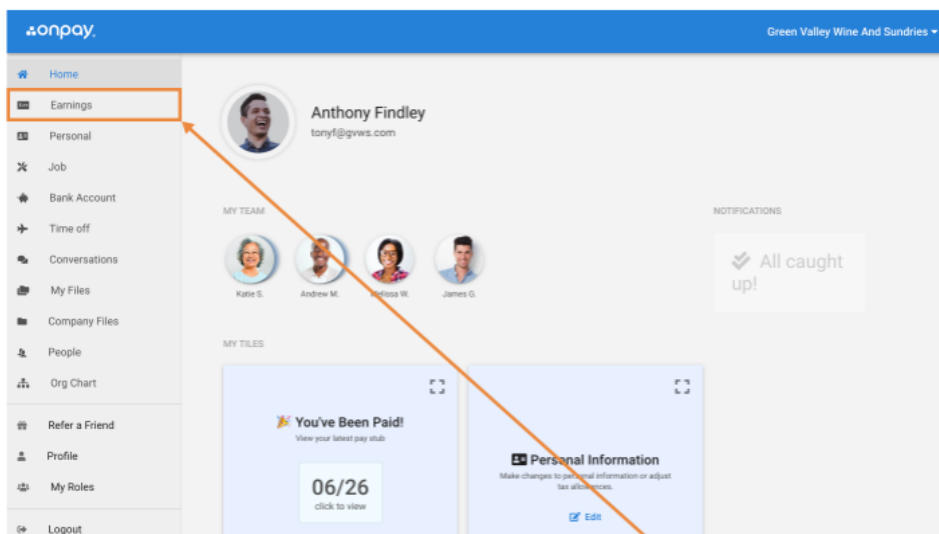 onpay
Green Valley Wine And Sundries
Home
Earnings
Personal
Job
Bank Account
Time off
Conversations
My Files
Company Files
People
Org Chart
Refer a Friend
Profile
My Roles
Logout
Anthony Findley
tonyf@gvws.com
MY TEAM
Katie S.
Andrew M.
Melissa W.
James G.
NOTIFICATIONS
All caught
up!
MY TILES
You've Been Paid!
View your latest pay stub
06/26
click to view
Personal Information
Make changes to personal information or adjust
tax allowances.
Edit